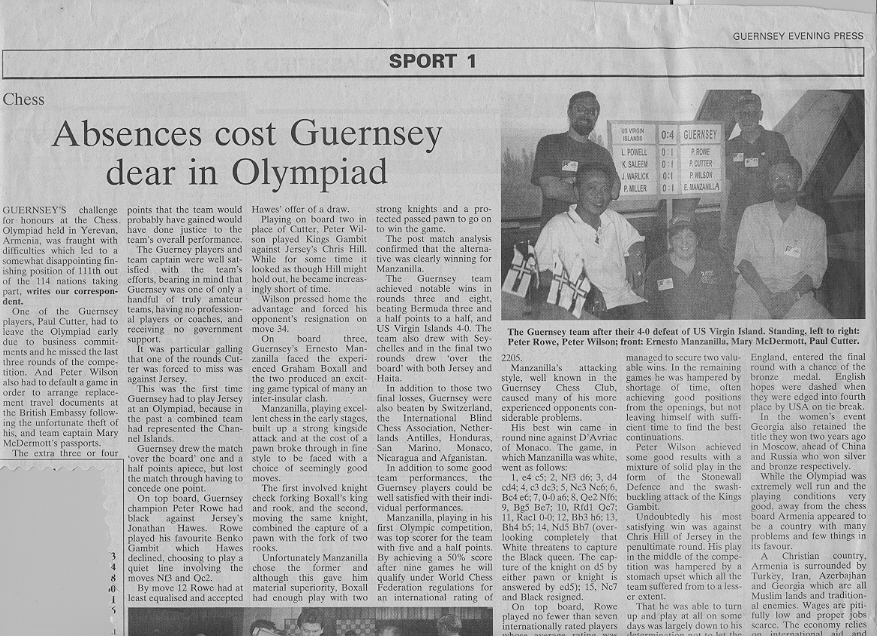 GUERNSEY EVENING PRESS
SPORT 1
Chess
Absences cost Guernsey
dear in Olympiad
GUERNSEY'S challenge
for honours at the Chess
Olympiad held in Yerevan,
Armenia, was fraught with
difficulties which led to a
somewhat disappointing fin-
ishing position of 111th out
of the 114 nations taking
part, writes our correspon-
dent.
One of the Guernsey
players, Paul Cutter, had to
leave the Olympiad early
due to business commit-
ments and he missed the last
three rounds of the compe-
tition. And Peter Wilson
also had to default a game in
order to arrange replace-
ment travel documents at
the British Embassy follow-
ing the unfortunate theft of
his, and team captain Mary
McDermott's passports.
The extra three or four
points that the team would
probably have gained would
have done justice to the
team's overall performance.
The Guerney players and
team captain were well sat-
isfied with the team's
efforts, bearing in mind that
Guernsey was one of only a
handful of truly amateur
teams, having no profession-
al players or coaches, and
receiving no government
support.
It was particular galling
that one of the rounds Cut-
ter was forced to miss was
against Jersey.
This was the first time
Guernsey had to play Jersey
at an Olympiad, because in
the past a combined team
had represented the Chan-
nel Islands.
Guernsey drew the match
'over the board' one and a
half points apiece, but lost
the match through having to
concede one point.
On top board, Guernsey
champion Peter Rowe had
black against Jersey's
Jonathan Hawes. Rowe
played his favourite Benko
Gambit which Hawes
declined, choosing to play a
quiet line involving the
moves Nf3 and Qc2.
By move 12 Rowe had at
least equalised and accepted
Hawes' offer of a draw.
Playing on board two in
place of Cutter, Peter Wil-
son played Kings Gambit
against Jersey's Chris Hill.
While for some time it
looked as though Hill might
hold out, he became increas-
ingly short of time.
Wilson pressed home the
advantage and forced his
opponent's resignation on
move 34.
On board three,
Guernsey's Ernesto Man-
zanilla faced the experi-
enced Graham Boxall and
the two produced an excit-
ing game typical of many an
inter-insular clash.
Manzanilla, playing excel-
lent chess in the early stages,
built up a strong kingside
attack and at the cost of a
pawn broke through in fine
style to be faced with a
choice of seemingly good
moves.
The first involved knight
check forking Boxall's king
and rook, and the second,
moving the same knight,
combined the capture of a
pawn with the fork of two
rooks.
Unfortunately Manzanilla
chose the former and
although this gave him
material superiority, Boxall
had enough play with two
strong knights and a pro-
tected passed pawn to go on
to win the game.
The post match analysis
confirmed that the alterna-
tive was clearly winning for
Manzanilla.
The Guernsey team
achieved notable wins in
rounds three and eight,
beating Bermuda three and
a half points to a half, and
US Virgin Islands 4-0. The
team also drew with Sey-
chelles and in the final two
rounds drew 'over the
board' with both Jersey and
Haita.
In addition to those two
final losses, Guernsey were
also beaten by Switzerland,
the International Blind
Chess Association, Nether-
lands Antilles, Honduras,
San Marino, Monaco,
Nicaragua and Afganistan.
In addition to some good
team performances, the
Guernsey players could be
well satisfied with their indi-
vidual performances.
Manzanilla, playing in his
first Olympic competition,
was top scorer for the team
with five and a half points.
By achieving a 50% score
after nine games he will
qualify under World Chess
Federation regulations for
an international rating of
US VIRGIN
ISLANDS
0:4 GUERNSEY
L. POWELL 0:1 P. ROWE
K. SALEEM 0:1 P. CUTTER
J. WARLICK 0:1 P. WILSON
P. MILLER 0:1 E. MANZANILLA
The Guernsey team after their 4-0 defeat of US Virgin Island. Standing, left to right:
Peter Rowe, Peter Wilson; front: Ernesto Manzanilla, Mary McDermott, Paul Cutter.
2205.
Manzanilla's attacking
style, well known in the
Guernsey Chess Club,
caused many of his more
experienced opponents con-
siderable problems.
His best win came in
round nine against D'Avriac
of Monaco. The game, in
which Manzanilla was white,
went as follows:
1, e4 c5; 2, Nf3 d6; 3, d4
cd4; 4, c3 dc3; 5, Nc3 Nc6; 6,
Bc4 e6; 7, 0-0 a6; 8, Qe2 Nf6;
9, Bg5 Be7; 10, Rfd1 Qc7;
11, Rac1 0-0; 12, Bb3 h6; 13,
Bh4 b5; 14, Nd5 Bb7 (over-
looking completely that
White threatens to capture
the Black queen. The cap-
ture of the knight on d5 by
either pawn or knight is
answered by ed5); 15, Nc7
and Black resigned.
On top board, Rowe
played no fewer than seven
internationally rated players
whose average rating was
managed to secure two valu-
able wins. In the remaining
games he was hampered by
shortage of time, often
achieving good positions
from the openings, but not
leaving himself with suffi-
cient time to find the best
continuations.
Peter Wilson achieved
some good results with a
mixture of solid play in the
form of the Stonewall
Defence and the swash-
buckling attack of the Kings
Gambit.
Undoubtedly his most
satisfying win was against
Chris Hill of Jersey in the
penultimate round. His play
in the middle of the compe-
tition was hampered by a
stomach upset which all the
team suffered from to a less-
er extent.
That he was able to turn
up and play at all on some
days was largely down to his
determination not to let the
England, entered the final
round with a chance of the
bronze medal. English
hopes were dashed when
they were edged into fourth
place by USA on tie break.
In the women's event
Georgia also retained the
title they won two years ago
in Moscow, ahead of China
and Russia who won silver
and bronze respectively.
While the Olympiad was
extremely well run and the
playing conditions very
good, away from the chess
board Armenia appeared to
be a country with many
problems and few things in
its favour.
A Christian country,
Armenia is surrounded by
Turkey, Iran, Azerbajhan
and Georgia which are all
Muslim lands and tradition-
al enemies. Wages are piti-
fully low and proper jobs
scarce. The economy relies
on international aid and